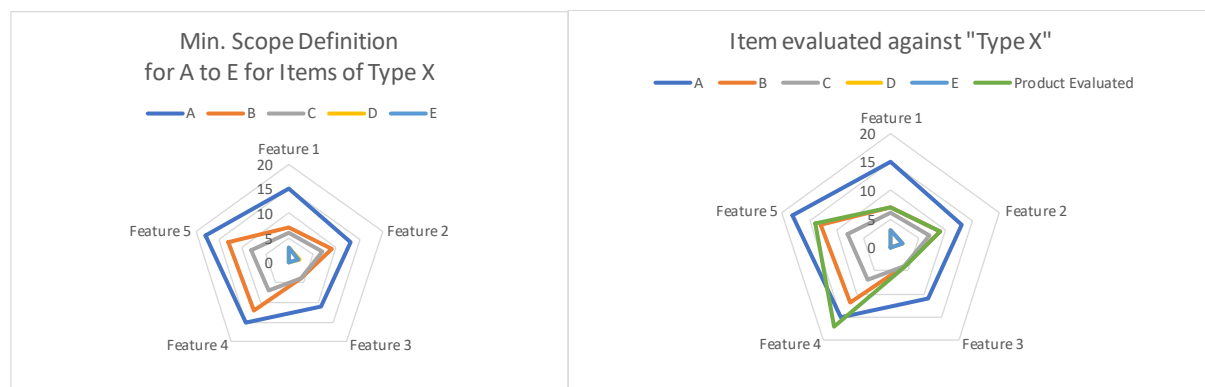 Min. Scope Definition
for A to E for Items of Type X
A B C D E
Feature 1
20
15
10
5
0
Feature 2
Feature 3
Feature 4
Feature 5
Item evaluated against "Type X"
A B C D E Product Evaluated
Feature 1
20
15
10
5
0
Feature 2
Feature 3
Feature 4
Feature 5